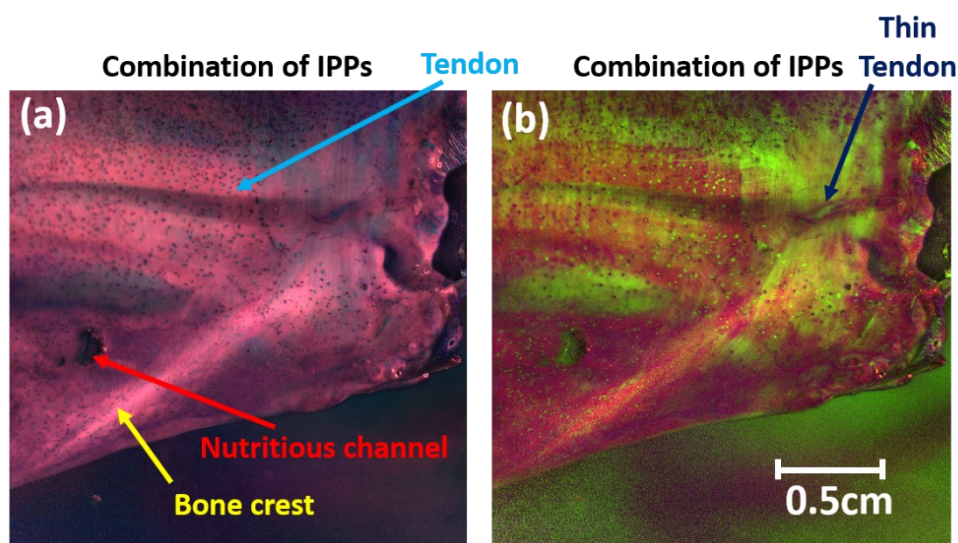 Combination of IPPs
Tendon
Combination of IPPs
Thin
Tendon
(a)
(b)
Nutritious channel
Bone crest
0.5cm